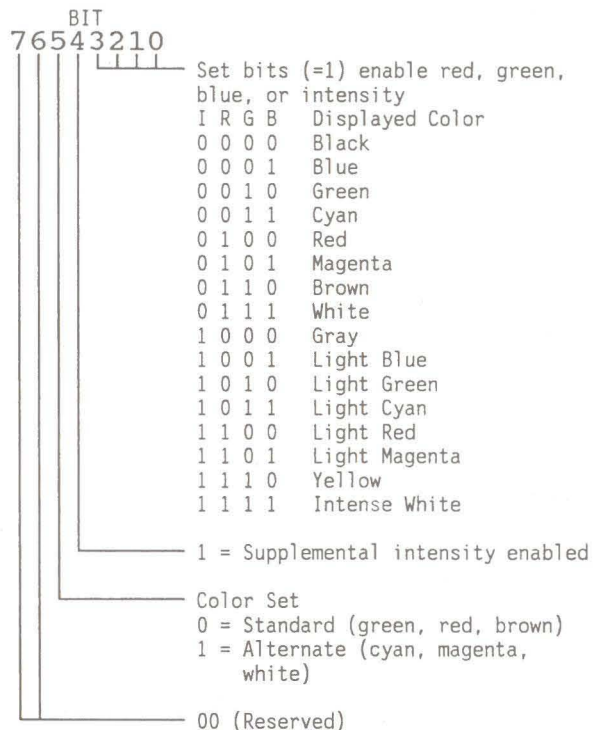 BIT
76543210
Set bits (=1) enable red, green,
blue, or intensity
I R G B Displayed Color
0 0 0 0 Black
0 0 0 1 Blue
0 0 1 0 Green
0 0 1 1 Cyan
0 1 0 0 Red
0 1 0 1 Magenta
0 1 1 0 Brown
0 1 1 1 White
1 0 0 0 Gray
1 0 0 1 Light Blue
1 0 1 0 Light Green
1 0 1 1 Light Cyan
1 1 0 0 Light Red
1 1 0 1 Light Magenta
1 1 1 0 Yellow
1 1 1 1 Intense White
1 = Supplemental intensity enabled
Color Set
0 = Standard (green, red, brown)
1 = Alternate (cyan, magenta,
white)
00 (Reserved)